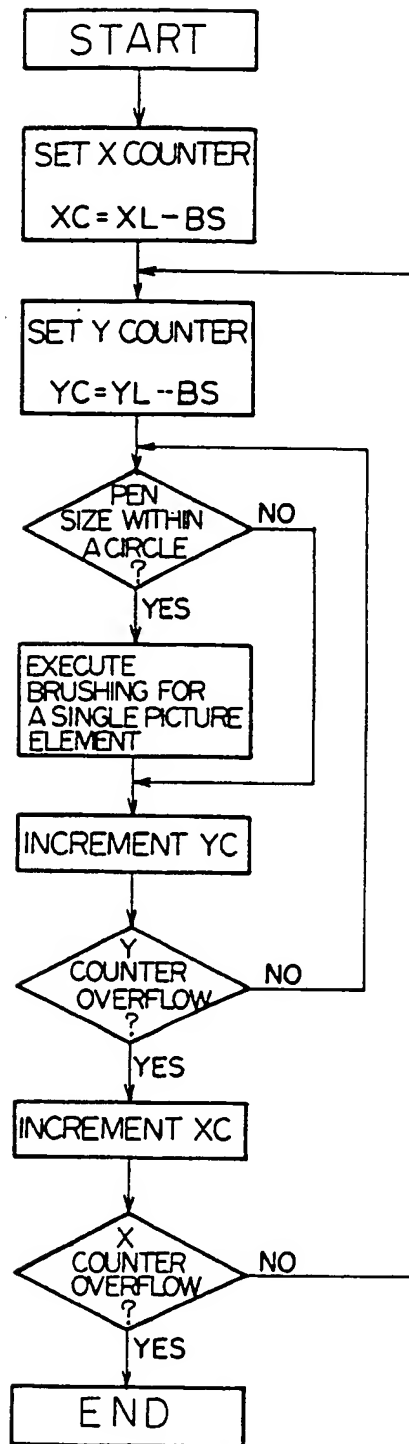 START
SET X COUNTER
XC=XL-BS
SET Y COUNTER
YC=YL--BS
PEN
SIZE WITHIN
A CIRCLE
?
NO
YES
EXECUTE
BRUSHING FOR
A SINGLE PICTURE
ELEMENT
INCREMENT YC
Y
COUNTER
OVERFLOW
?
NO
YES
INCREMENT XC
X
COUNTER
OVERFLOW
?
NO
YES
END